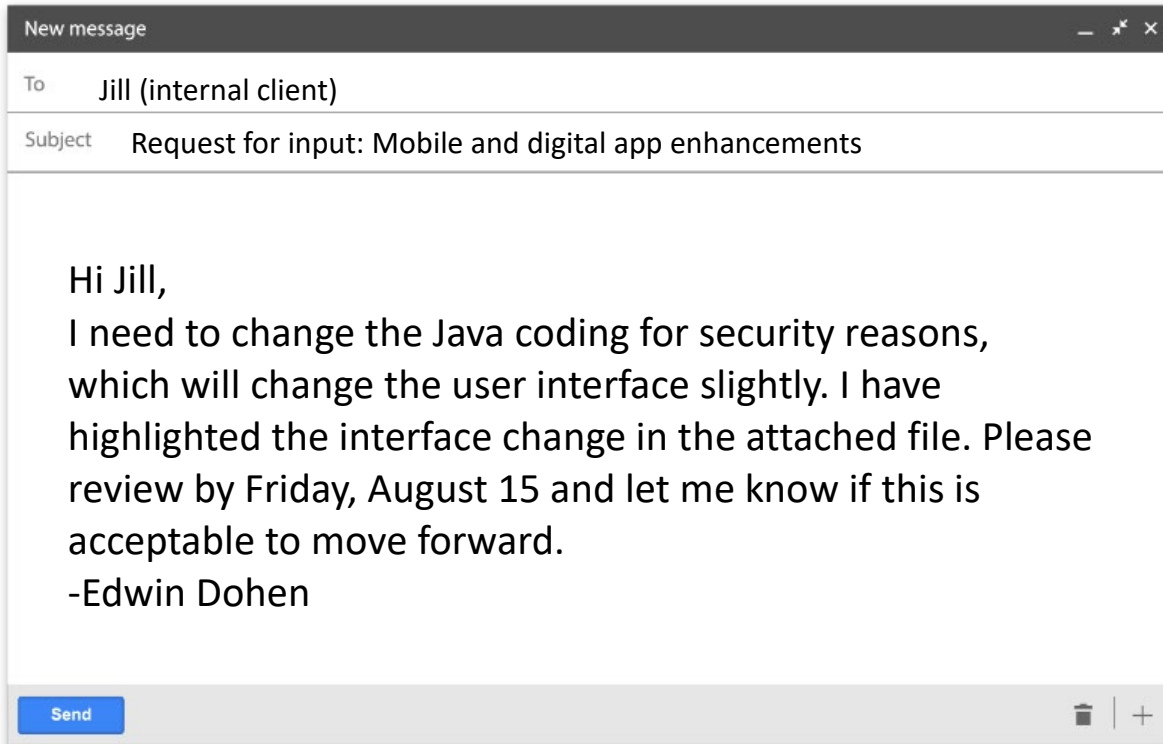 New message
To Jill (internal client)
Subject Request for input: Mobile and digital app enhancements
Hi Jill,
I need to change the Java coding for security reasons,
which will change the user interface slightly. I have
highlighted the interface change in the attached file. Please
review by Friday, August 15 and let me know if this is
acceptable to move forward.
-Edwin Dohen
Send